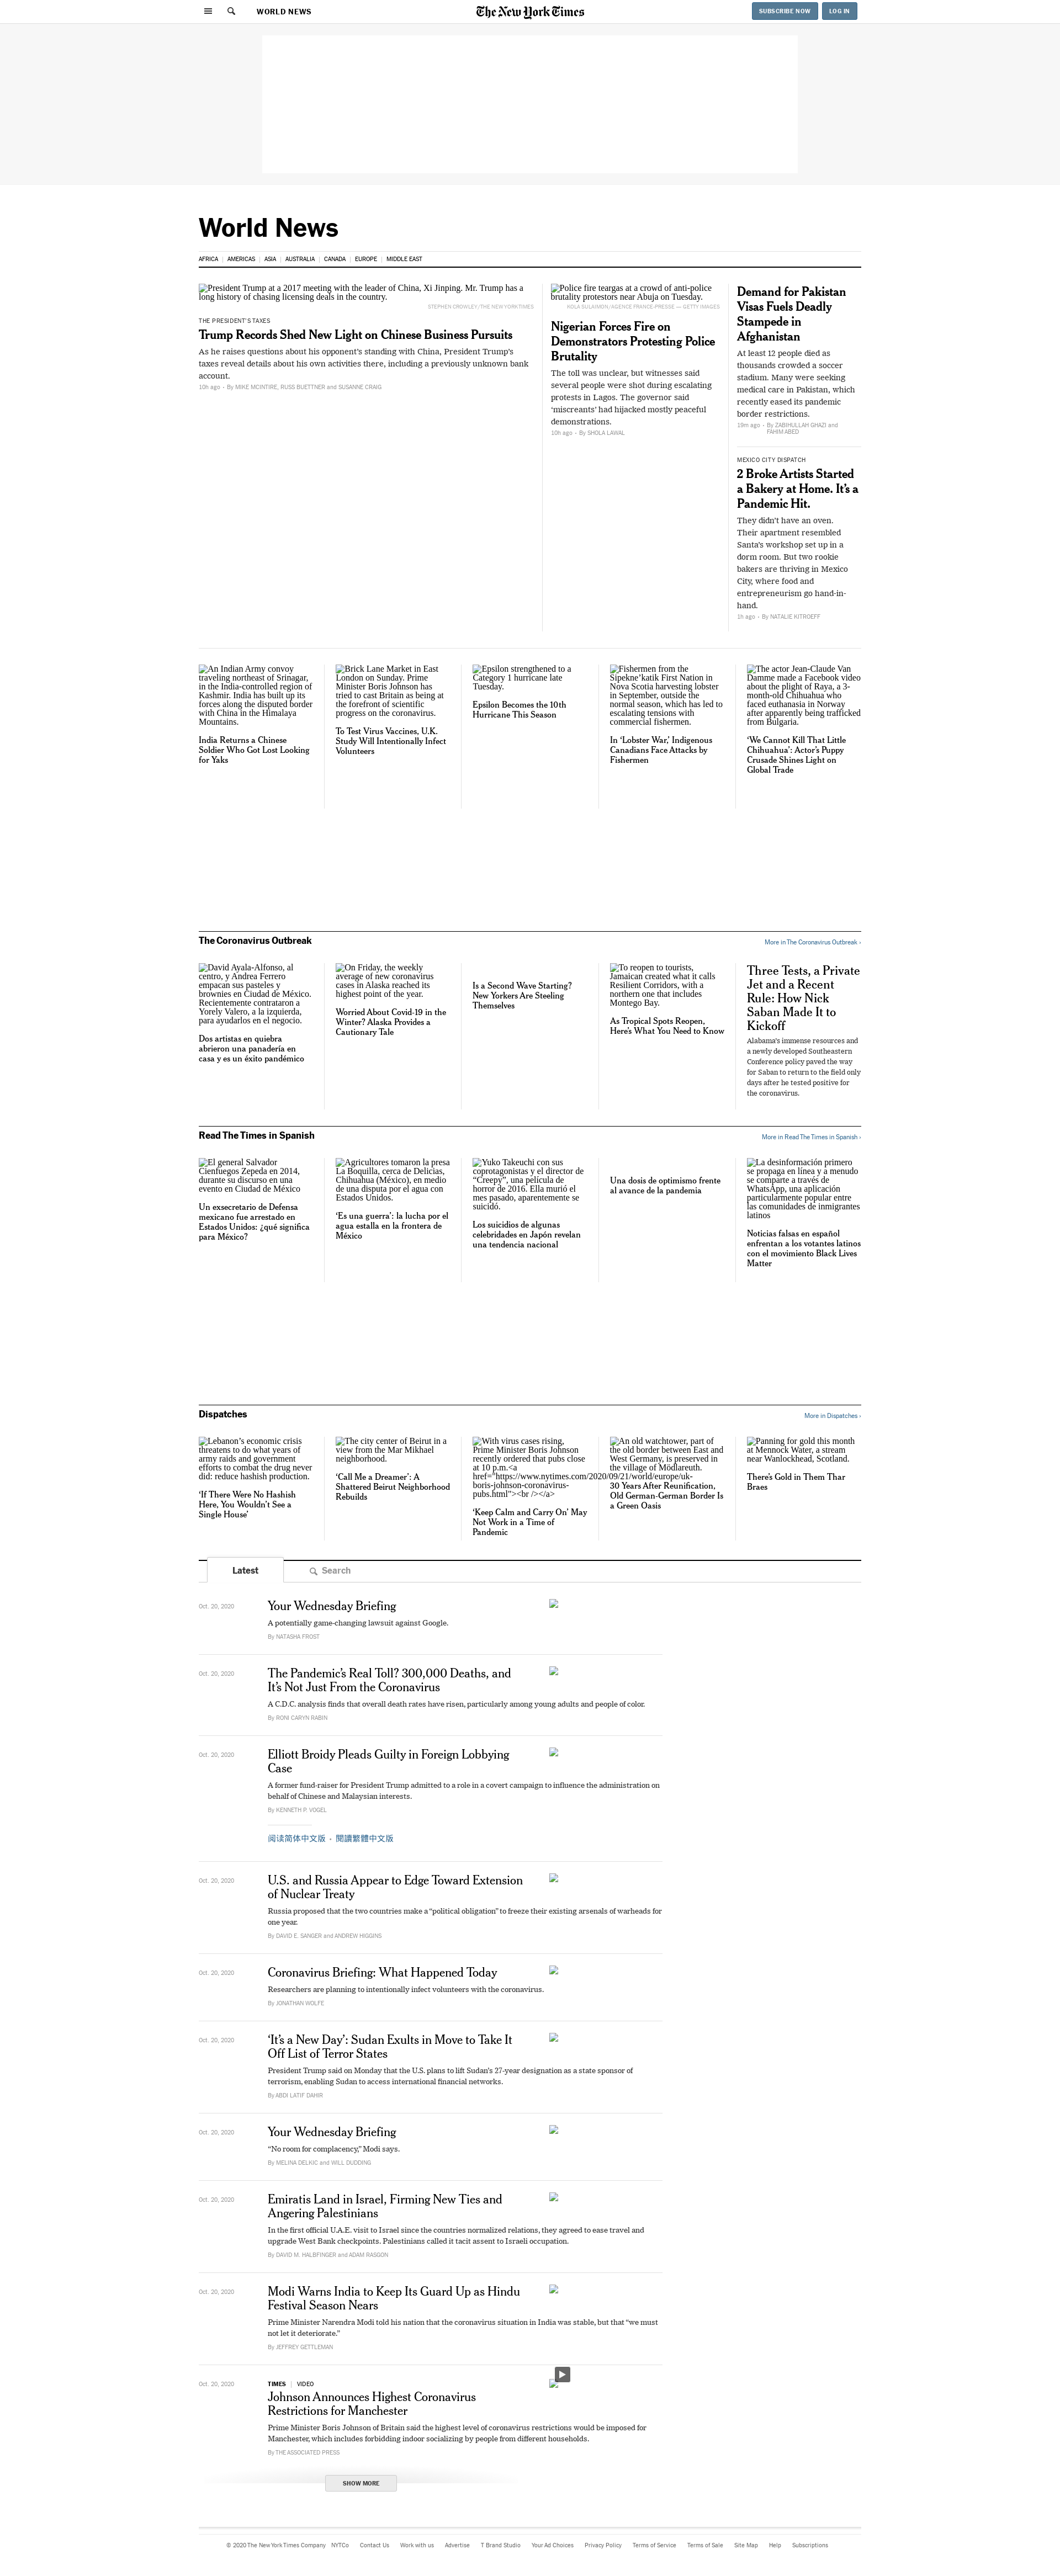 WORLD NEWS
The New York Times
SUBSCRIBE NOW
LOG IN
World News
AFRICA
AMERICAS
ASIA
AUSTRALIA
CANADA
EUROPE
MIDDLE EAST
President Trump at a 2017 meeting with the leader of China, Xi Jinping. Mr. Trump has a
long history of chasing licensing deals in the country.
STEPHEN CROWLEY/THE NEW YORK TIMES
THE PRESIDENT'S TAXES
Trump Records Shed New Light on Chinese Business Pursuits
As he raises questions about his opponent's standing with China, President Trump's
taxes reveal details about his own activities there, including a previously unknown bank
account.
10h ago · By MIKE MCINTIRE, RUSS BUETTNER and SUSANNE CRAIG
Police fire teargas at a crowd of anti-police
brutality protestors near Abuja on Tuesday.
KOLA SULAIMON/AGENCE FRANCE-PRESSE — GETTY IMAGES
Nigerian Forces Fire on
Demonstrators Protesting Police
Brutality
The toll was unclear, but witnesses said
several people were shot during escalating
protests in Lagos. The governor said
'miscreants' had hijacked mostly peaceful
demonstrations.
10h ago · By SHOLA LAWAL
Demand for Pakistan
Visas Fuels Deadly
Stampede in
Afghanistan
At least 12 people died as
thousands crowded a soccer
stadium. Many were seeking
medical care in Pakistan, which
recently eased its pandemic
border restrictions.
19m ago · By ZABIHULLAH GHAZI and
FAHIM ABED
MEXICO CITY DISPATCH
2 Broke Artists Started
a Bakery at Home. It's a
Pandemic Hit.
They didn't have an oven.
Their apartment resembled
Santa's workshop set up in a
dorm room. But two rookie
bakers are thriving in Mexico
City, where food and
entrepreneurism go hand-in-
hand.
1h ago · By NATALIE KITROEFF
An Indian Army convoy
traveling northeast of Srinagar,
in the India-controlled region of
Kashmir. India has built up its
forces along the disputed border
with China in the Himalaya
Mountains.
India Returns a Chinese
Soldier Who Got Lost Looking
for Yaks
Brick Lane Market in East
London on Sunday. Prime
Minister Boris Johnson has
tried to cast Britain as being at
the forefront of scientific
progress on the coronavirus.
To Test Virus Vaccines, U.K.
Study Will Intentionally Infect
Volunteers
Epsilon strengthened to a
Category 1 hurricane late
Tuesday.
Epsilon Becomes the 10th
Hurricane This Season
Fishermen from the
Sipekne'katik First Nation in
Nova Scotia harvesting lobster
in September, outside the
normal season, which has led to
escalating tensions with
commercial fishermen.
In 'Lobster War,' Indigenous
Canadians Face Attacks by
Fishermen
The actor Jean-Claude Van
Damme made a Facebook video
about the plight of Raya, a 3-
month-old Chihuahua who
faced euthanasia in Norway
after apparently being trafficked
from Bulgaria.
'We Cannot Kill That Little
Chihuahua': Actor's Puppy
Crusade Shines Light on
Global Trade
The Coronavirus Outbreak
More in The Coronavirus Outbreak ›
David Ayala-Alfonso, al
centro, y Andrea Ferrero
empacan sus pasteles y
brownies en Ciudad de México.
Recientemente contrataron a
Yorely Valero, a la izquierda,
para ayudarlos en el negocio.
Dos artistas en quiebra
abrieron una panadería en
casa y es un éxito pandémico
On Friday, the weekly
average of new coronavirus
cases in Alaska reached its
highest point of the year.
Worried About Covid-19 in the
Winter? Alaska Provides a
Cautionary Tale
Is a Second Wave Starting?
New Yorkers Are Steeling
Themselves
To reopen to tourists,
Jamaican created what it calls
Resilient Corridors, with a
northern one that includes
Montego Bay.
As Tropical Spots Reopen,
Here's What You Need to Know
Three Tests, a Private
Jet and a Recent
Rule: How Nick
Saban Made It to
Kickoff
Alabama's immense resources and
a newly developed Southeastern
Conference policy paved the way
for Saban to return to the field only
days after he tested positive for
the coronavirus.
Read The Times in Spanish
More in Read The Times in Spanish ›
El general Salvador
Cienfuegos Zepeda en 2014,
durante su discurso en una
evento en Ciudad de México
Un exsecretario de Defensa
mexicano fue arrestado en
Estados Unidos: ¿qué significa
para México?
Agricultores tomaron la presa
La Boquilla, cerca de Delicias,
Chihuahua (México), en medio
de una disputa por el agua con
Estados Unidos.
'Es una guerra': la lucha por el
agua estalla en la frontera de
México
Yuko Takeuchi con sus
coprotagonistas y el director de
"Creepy", una película de
horror de 2016. Ella murió el
mes pasado, aparentemente se
suicidó.
Los suicidios de algunas
celebridades en Japón revelan
una tendencia nacional
Una dosis de optimismo frente
al avance de la pandemia
La desinformación primero
se propaga en línea y a menudo
se comparte a través de
WhatsApp, una aplicación
particularmente popular entre
las comunidades de inmigrantes
latinos
Noticias falsas en español
enfrentan a los votantes latinos
con el movimiento Black Lives
Matter
Dispatches
More in Dispatches ›
Lebanon's economic crisis
threatens to do what years of
army raids and government
efforts to combat the drug never
did: reduce hashish production.
'If There Were No Hashish
Here, You Wouldn't See a
Single House'
The city center of Beirut in a
view from the Mar Mikhael
neighborhood.
'Call Me a Dreamer': A
Shattered Beirut Neighborhood
Rebuilds
With virus cases rising,
Prime Minister Boris Johnson
recently ordered that pubs close
at 10 p.m.<a
href="https://www.nytimes.com/2020/09/21/world/europe/uk-
boris-johnson-coronavirus-
pubs.html"><br /></a>
'Keep Calm and Carry On' May
Not Work in a Time of
Pandemic
An old watchtower, part of
the old border between East and
West Germany, is preserved in
the village of Mödlareuth.
30 Years After Reunification,
Old German-German Border Is
a Green Oasis
Panning for gold this month
at Mennock Water, a stream
near Wanlockhead, Scotland.
There's Gold in Them Thar
Braes
Latest
Search
Oct. 20, 2020
Your Wednesday Briefing
A potentially game-changing lawsuit against Google.
By NATASHA FROST
Oct. 20, 2020
The Pandemic's Real Toll? 300,000 Deaths, and
It's Not Just From the Coronavirus
A C.D.C. analysis finds that overall death rates have risen, particularly among young adults and people of color.
By RONI CARYN RABIN
Oct. 20, 2020
Elliott Broidy Pleads Guilty in Foreign Lobbying
Case
A former fund-raiser for President Trump admitted to a role in a covert campaign to influence the administration on
behalf of Chinese and Malaysian interests.
By KENNETH P. VOGEL
阅读简体中文版 · 閱讀繁體中文版
Oct. 20, 2020
U.S. and Russia Appear to Edge Toward Extension
of Nuclear Treaty
Russia proposed that the two countries make a "political obligation" to freeze their existing arsenals of warheads for
one year.
By DAVID E. SANGER and ANDREW HIGGINS
Oct. 20, 2020
Coronavirus Briefing: What Happened Today
Researchers are planning to intentionally infect volunteers with the coronavirus.
By JONATHAN WOLFE
Oct. 20, 2020
'It's a New Day': Sudan Exults in Move to Take It
Off List of Terror States
President Trump said on Monday that the U.S. plans to lift Sudan's 27-year designation as a state sponsor of
terrorism, enabling Sudan to access international financial networks.
By ABDI LATIF DAHIR
Oct. 20, 2020
Your Wednesday Briefing
"No room for complacency," Modi says.
By MELINA DELKIC and WILL DUDDING
Oct. 20, 2020
Emiratis Land in Israel, Firming New Ties and
Angering Palestinians
In the first official U.A.E. visit to Israel since the countries normalized relations, they agreed to ease travel and
upgrade West Bank checkpoints. Palestinians called it tacit assent to Israeli occupation.
By DAVID M. HALBFINGER and ADAM RASGON
Oct. 20, 2020
Modi Warns India to Keep Its Guard Up as Hindu
Festival Season Nears
Prime Minister Narendra Modi told his nation that the coronavirus situation in India was stable, but that "we must
not let it deteriorate."
By JEFFREY GETTLEMAN
Oct. 20, 2020
TIMES | VIDEO
Johnson Announces Highest Coronavirus
Restrictions for Manchester
Prime Minister Boris Johnson of Britain said the highest level of coronavirus restrictions would be imposed for
Manchester, which includes forbidding indoor socializing by people from different households.
By THE ASSOCIATED PRESS
SHOW MORE
© 2020 The New York Times Company
NYTCo
Contact Us
Work with us
Advertise
T Brand Studio
Your Ad Choices
Privacy Policy
Terms of Service
Terms of Sale
Site Map
Help
Subscriptions